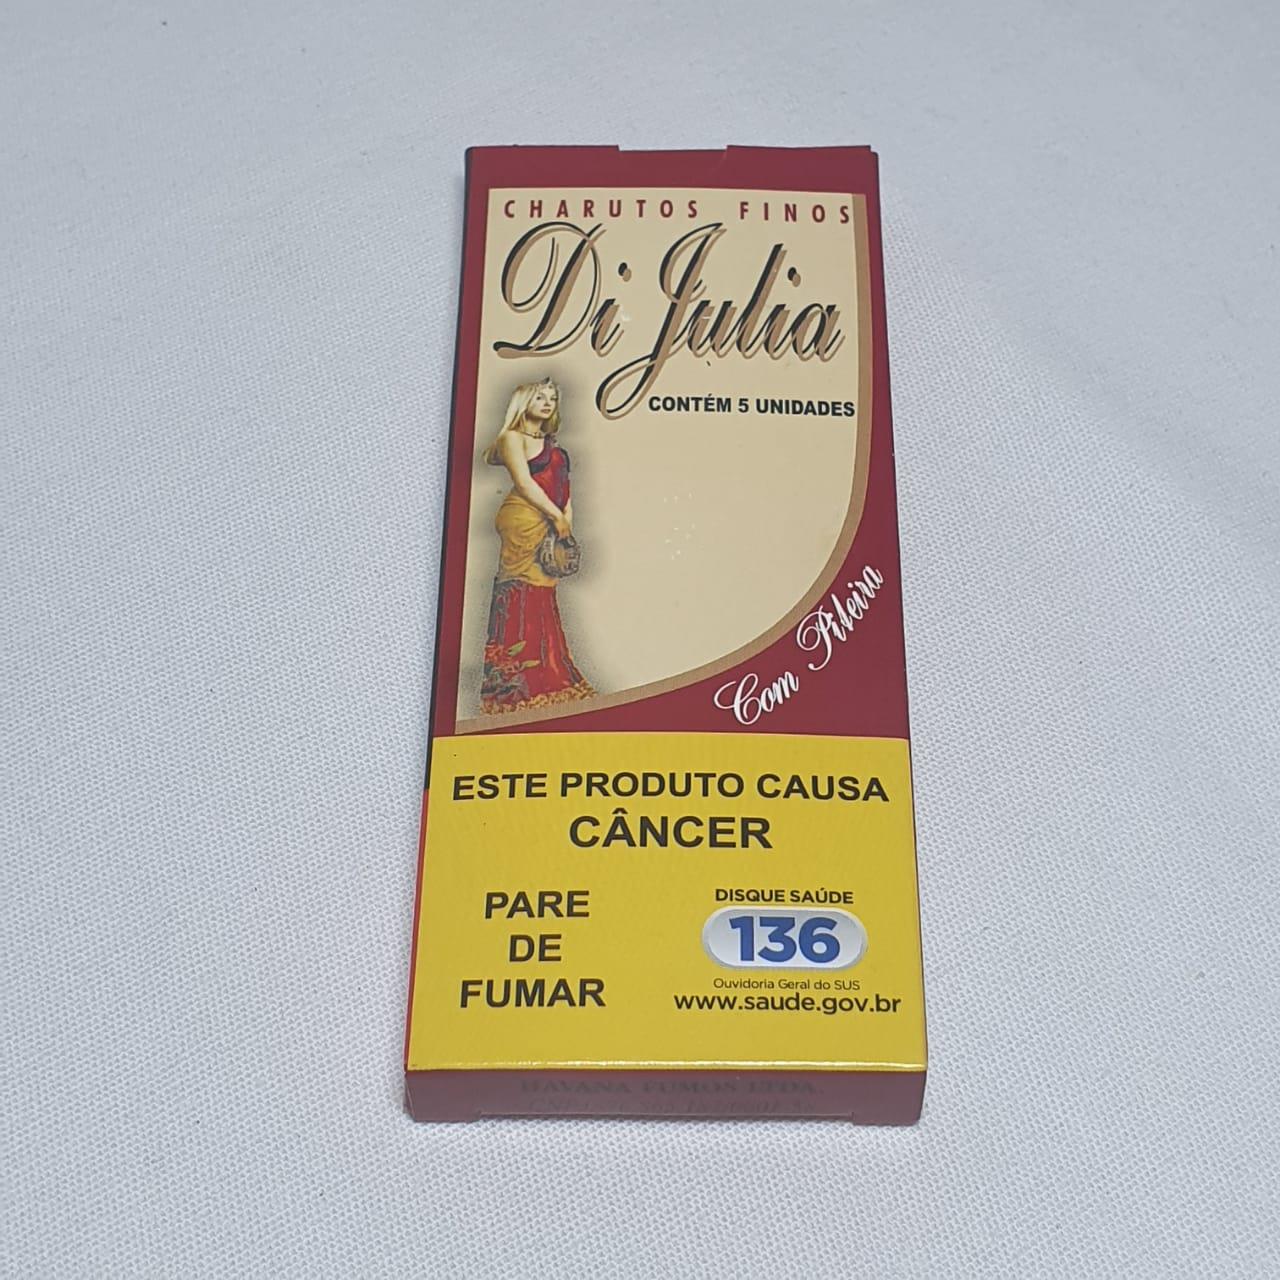 CHARUTOS FINOS
Di Julia
CONTÉM 5 UNIDADES
Com Piteira
ESTE PRODUTO CAUSA
CÂNCER
PARE
DE
FUMAR
DISQUE SAÚDE
136
Ouvidoria Geral do SUS
www.saude.gov.br
HAVANA FUMOS LTDA.